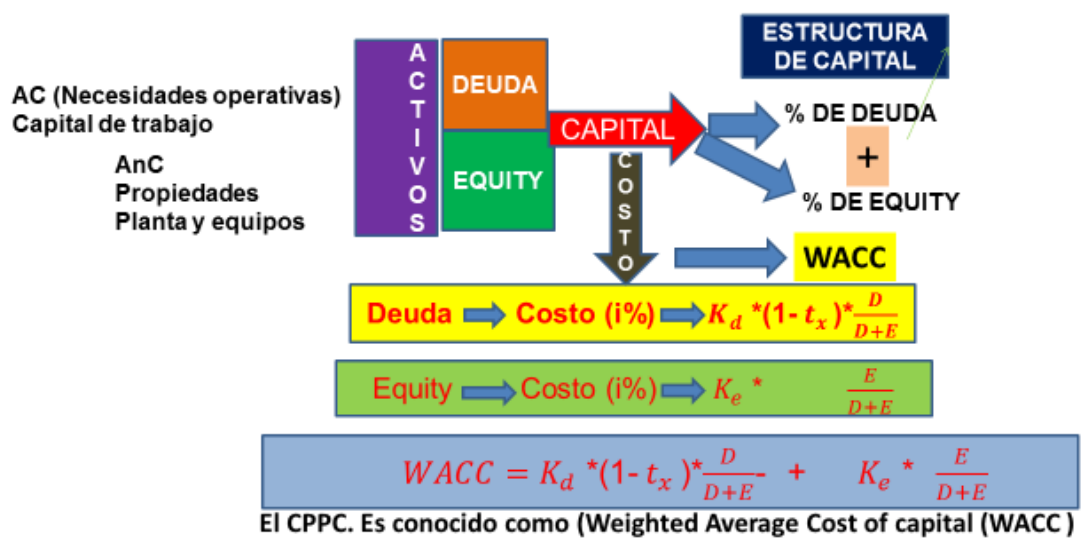 ESTRUCTURA
DE CAPITAL
ACTIVOS
DEUDA
AC (Necesidades operativas)
Capital de trabajo
CAPITAL
% DE DEUDA
+
AnC
Propiedades
Planta y equipos
EQUITY
COSTO
% DE EQUITY
WACC
Deuda Costo (i%) K_d *(1- t_x)* D/(D+E)
Equity Costo (i%) K_e * E/(D+E)
WACC = K_d *(1- t_x)* D/(D+E) - + K_e * E/(D+E)
El CPPC. Es conocido como (Weighted Average Cost of capital (WACC )